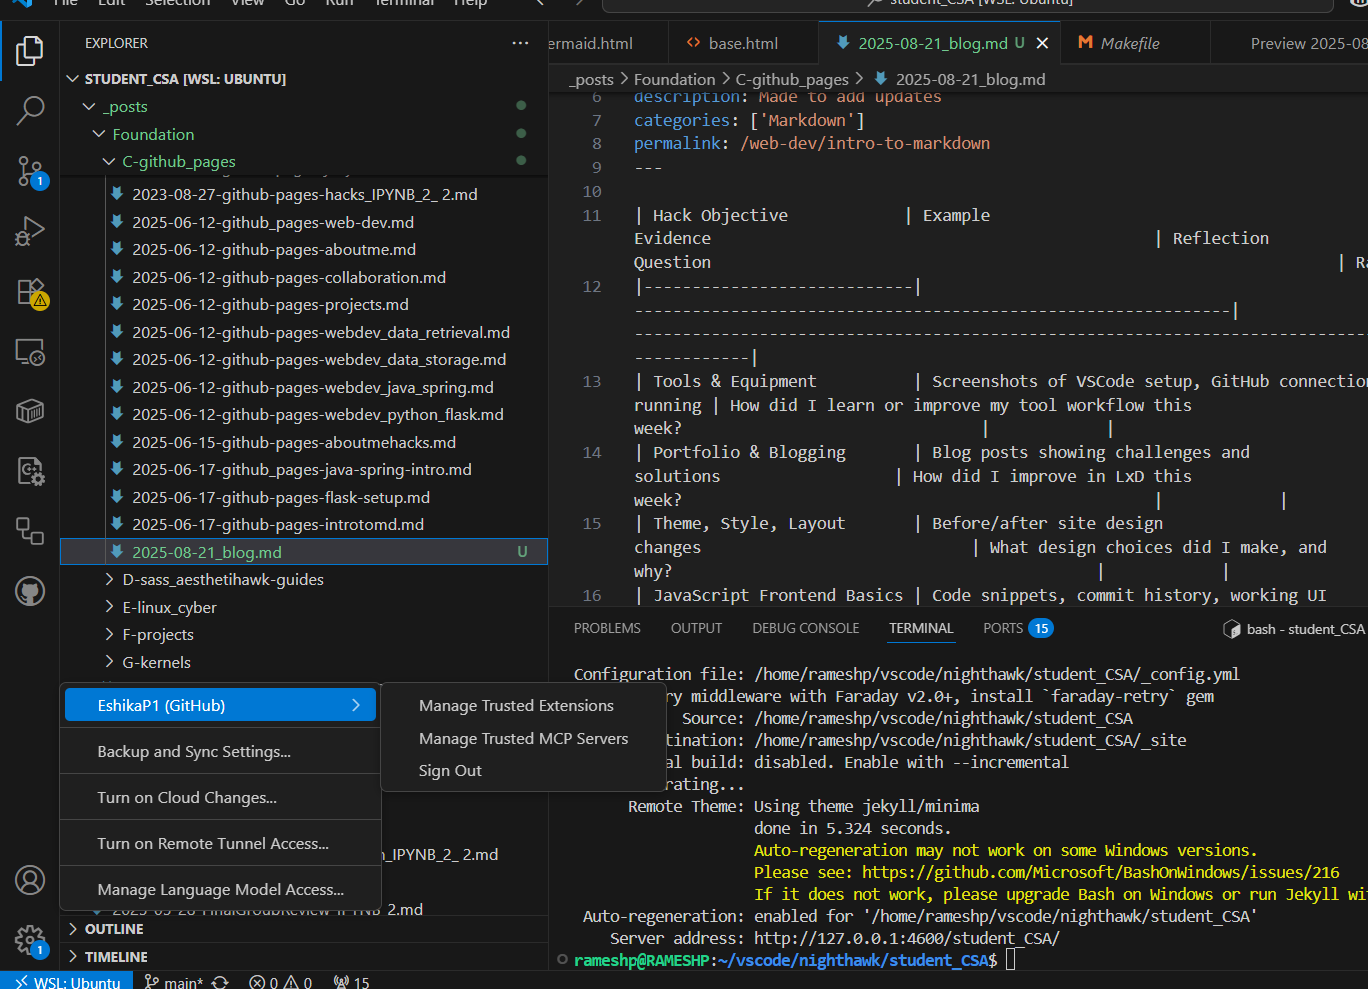 File Edit Selection View Go Run Terminal Help
student_CSA [WSL: Ubuntu]
EXPLORER
ermaid.html
base.html
2025-08-21_blog.md U
Makefile
Preview 2025-08
STUDENT_CSA [WSL: UBUNTU]
_posts
Foundation
C-github_pages
2023-08-27-github-pages-hacks_IPYNB_2_ 2.md
2025-06-12-github-pages-web-dev.md
2025-06-12-github-pages-aboutme.md
2025-06-12-github-pages-collaboration.md
2025-06-12-github-pages-projects.md
2025-06-12-github-pages-webdev_data_retrieval.md
2025-06-12-github-pages-webdev_data_storage.md
2025-06-12-github-pages-webdev_java_spring.md
2025-06-12-github-pages-webdev_python_flask.md
2025-06-15-github-pages-aboutmehacks.md
2025-06-17-github_pages-java-spring-intro.md
2025-06-17-github-pages-flask-setup.md
2025-06-17-github-pages-introtomd.md
2025-08-21_blog.md U
D-sass_aesthetihawk-guides
E-linux_cyber
F-projects
G-kernels
1
EshikaP1 (GitHub)
Backup and Sync Settings...
Turn on Cloud Changes...
Turn on Remote Tunnel Access...
Manage Language Model Access...
Manage Trusted Extensions
Manage Trusted MCP Servers
Sign Out
_IPYNB_2_ 2.md
OUTLINE
TIMELINE
1
_posts > Foundation > C-github_pages > 2025-08-21_blog.md
6 description: Made to add updates
7 categories: ['Markdown']
8 permalink: /web-dev/intro-to-markdown
9 ---
10
11 | Hack Objective | Example
Evidence | Reflection
Question | Ra
12 |----------------------------|
--------------------------------------------------------------|
----------------------------------------------------------------------------
------------|
13 | Tools & Equipment | Screenshots of VSCode setup, GitHub connection
running | How did I learn or improve my tool workflow this
week? | |
14 | Portfolio & Blogging | Blog posts showing challenges and
solutions | How did I improve in LxD this
week? | |
15 | Theme, Style, Layout | Before/after site design
changes | What design choices did I make, and
why? | |
16 | JavaScript Frontend Basics | Code snippets, commit history, working UI
PROBLEMS OUTPUT DEBUG CONSOLE TERMINAL PORTS 15
bash - student_CSA
Configuration file: /home/rameshp/vscode/nighthawk/student_CSA/_config.yml
ry middleware with Faraday v2.0+, install `faraday-retry` gem
Source: /home/rameshp/vscode/nighthawk/student_CSA
tination: /home/rameshp/vscode/nighthawk/student_CSA/_site
al build: disabled. Enable with --incremental
rating...
Remote Theme: Using theme jekyll/minima
done in 5.324 seconds.
Auto-regeneration may not work on some Windows versions.
Please see: https://github.com/Microsoft/BashOnWindows/issues/216
If it does not work, please upgrade Bash on Windows or run Jekyll wi
Auto-regeneration: enabled for '/home/rameshp/vscode/nighthawk/student_CSA'
Server address: http://127.0.0.1:4600/student_CSA/
rameshp@RAMESHP:~/vscode/nighthawk/student_CSA$
WSL: Ubuntu main* 0 0 15